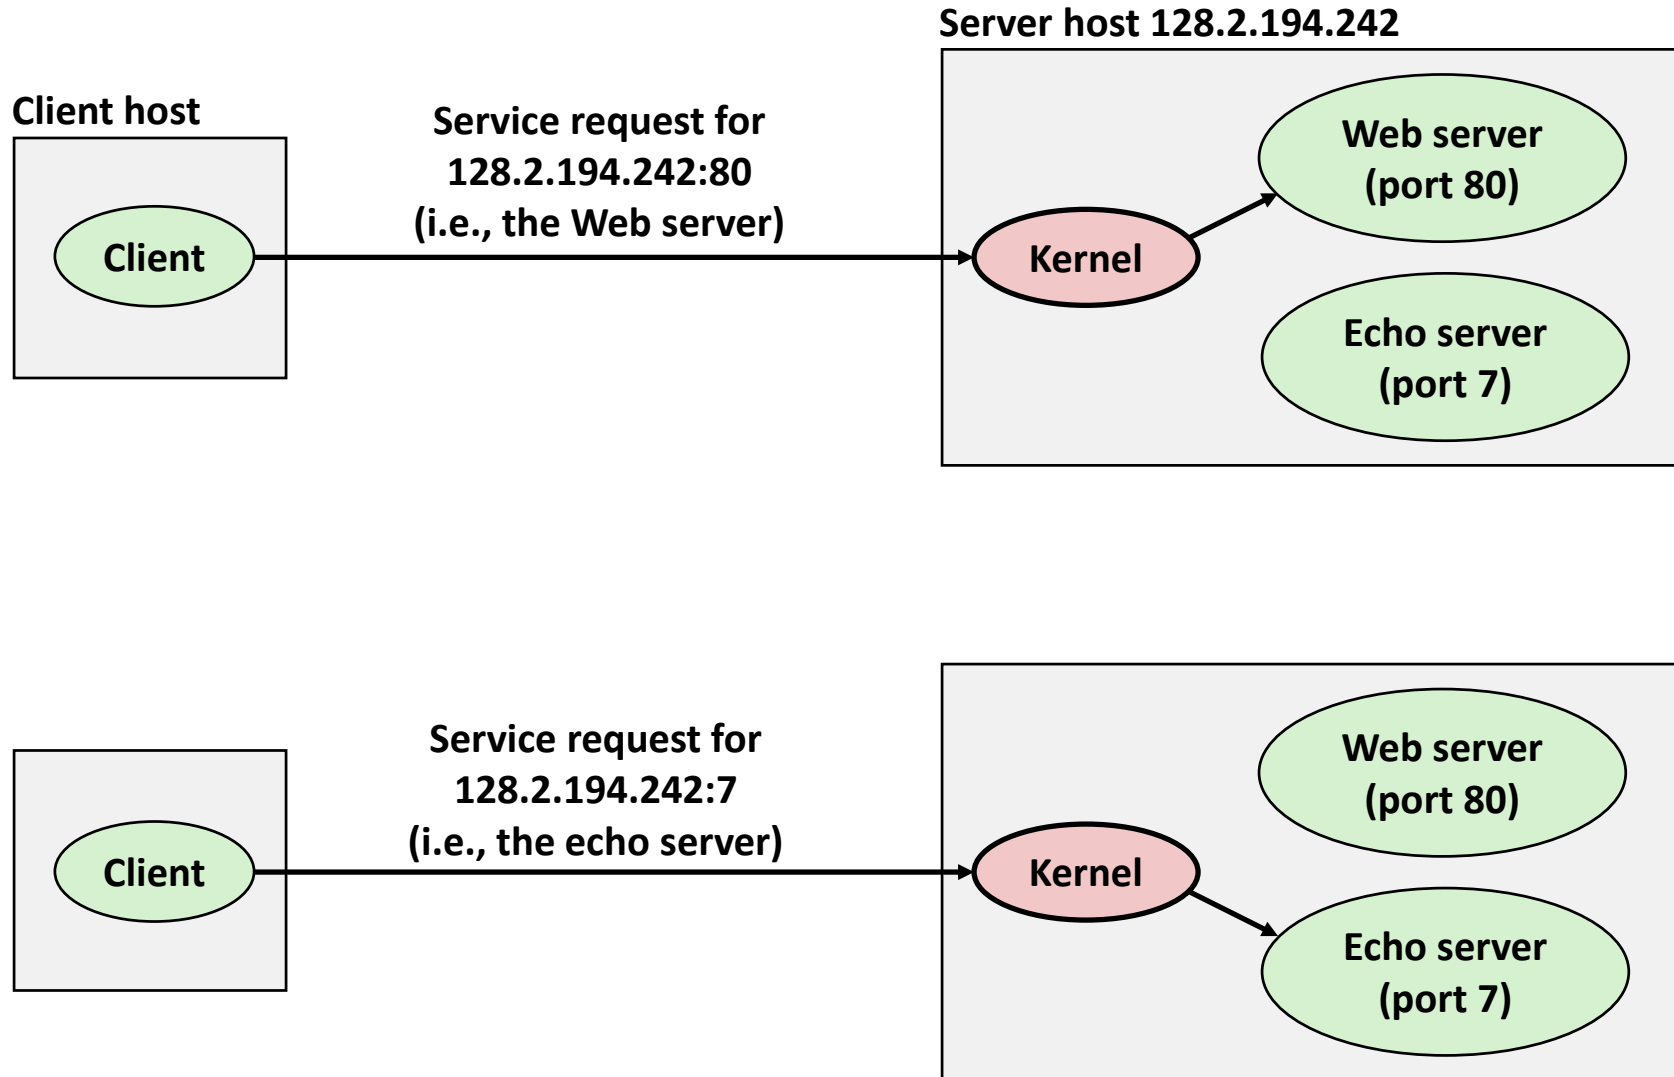 Server host 128.2.194.242
Client host
Service request for
128.2.194.242:80
(i.e., the Web server)
Client
Kernel
Web server
(port 80)
Echo server
(port 7)
Service request for
128.2.194.242:7
(i.e., the echo server)
Client
Kernel
Web server
(port 80)
Echo server
(port 7)